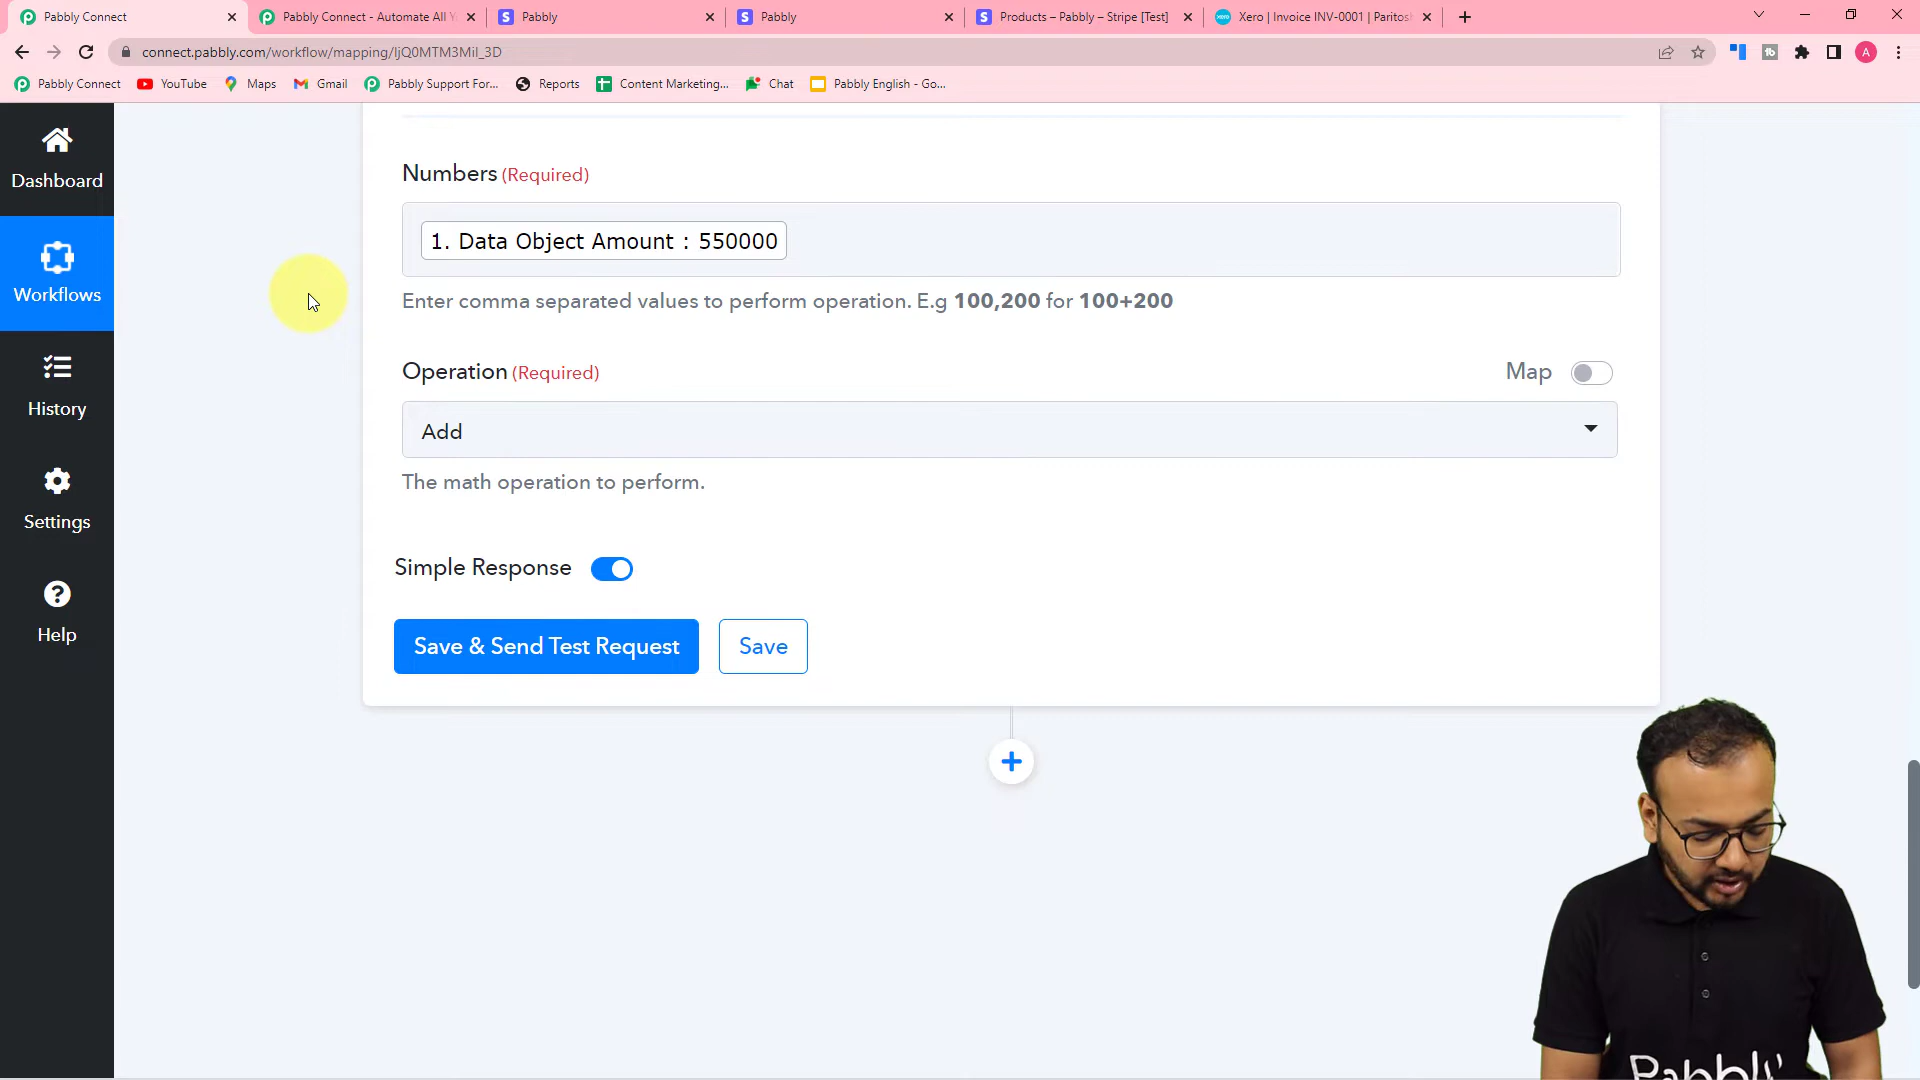 Pabbly Connect
Pabbly Connect - Automate All Y
Pabbly
Pabbly
Products – Pabbly – Stripe [Test]
Xero | Invoice INV-0001 | Paritos
connect.pabbly.com/workflow/mapping/IjQ0MTM3MiI_3D
A
Pabbly Connect
YouTube
Maps
Gmail
Pabbly Support For...
Reports
Content Marketing...
Chat
Pabbly English - Go...
Dashboard
Workflows
History
Settings
Help
Numbers (Required)
1. Data Object Amount : 550000
Enter comma separated values to perform operation. E.g 100,200 for 100+200
Operation (Required)
Map
Add
The math operation to perform.
Simple Response
Save & Send Test Request
Save
Pabbly